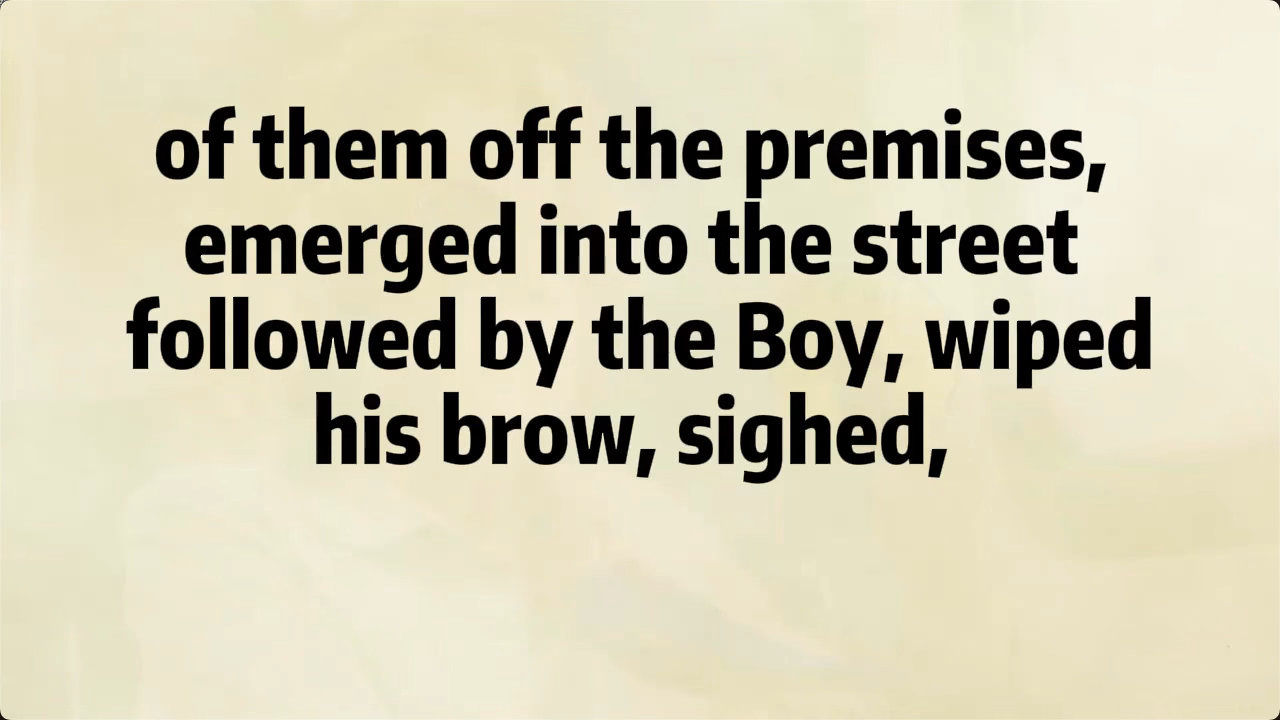 of them off the premises,
emerged into the street
followed by the Boy, wiped
his brow, sighed,